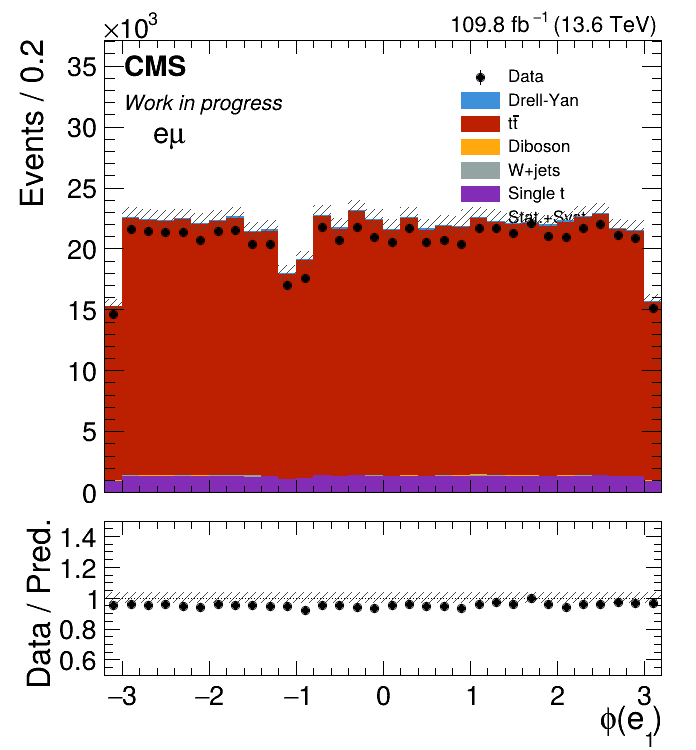 ×10³
109.8 fb⁻¹ (13.6 TeV)
CMS
Work in progress
eμ
Data
Drell-Yan
tt̄
Diboson
W+jets
Single t
Stat.+Syst.
Events / 0.2
35
30
25
20
15
10
5
0
Data / Pred.
1.4
1.2
1
0.8
0.6
−3 −2 −1 0 1 2 3
ϕ(e₁)